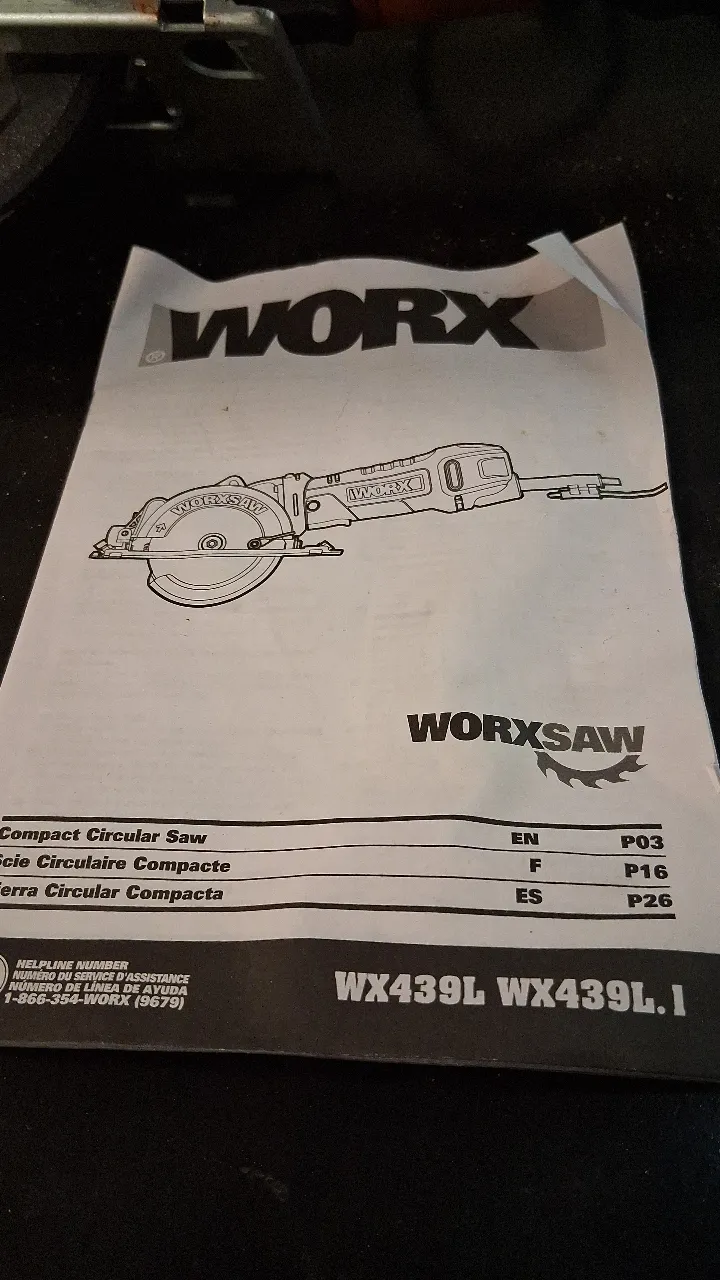 WORX
®
WORXSAW
WORX
WORXSAW
Compact Circular Saw EN P03
Scie Circulaire Compacte F P16
ierra Circular Compacta ES P26
HELPLINE NUMBER
NUMÉRO DU SERVICE D'ASSISTANCE
NÚMERO DE LÍNEA DE AYUDA
1-866-354-WORX (9679)
WX439L WX439L.1